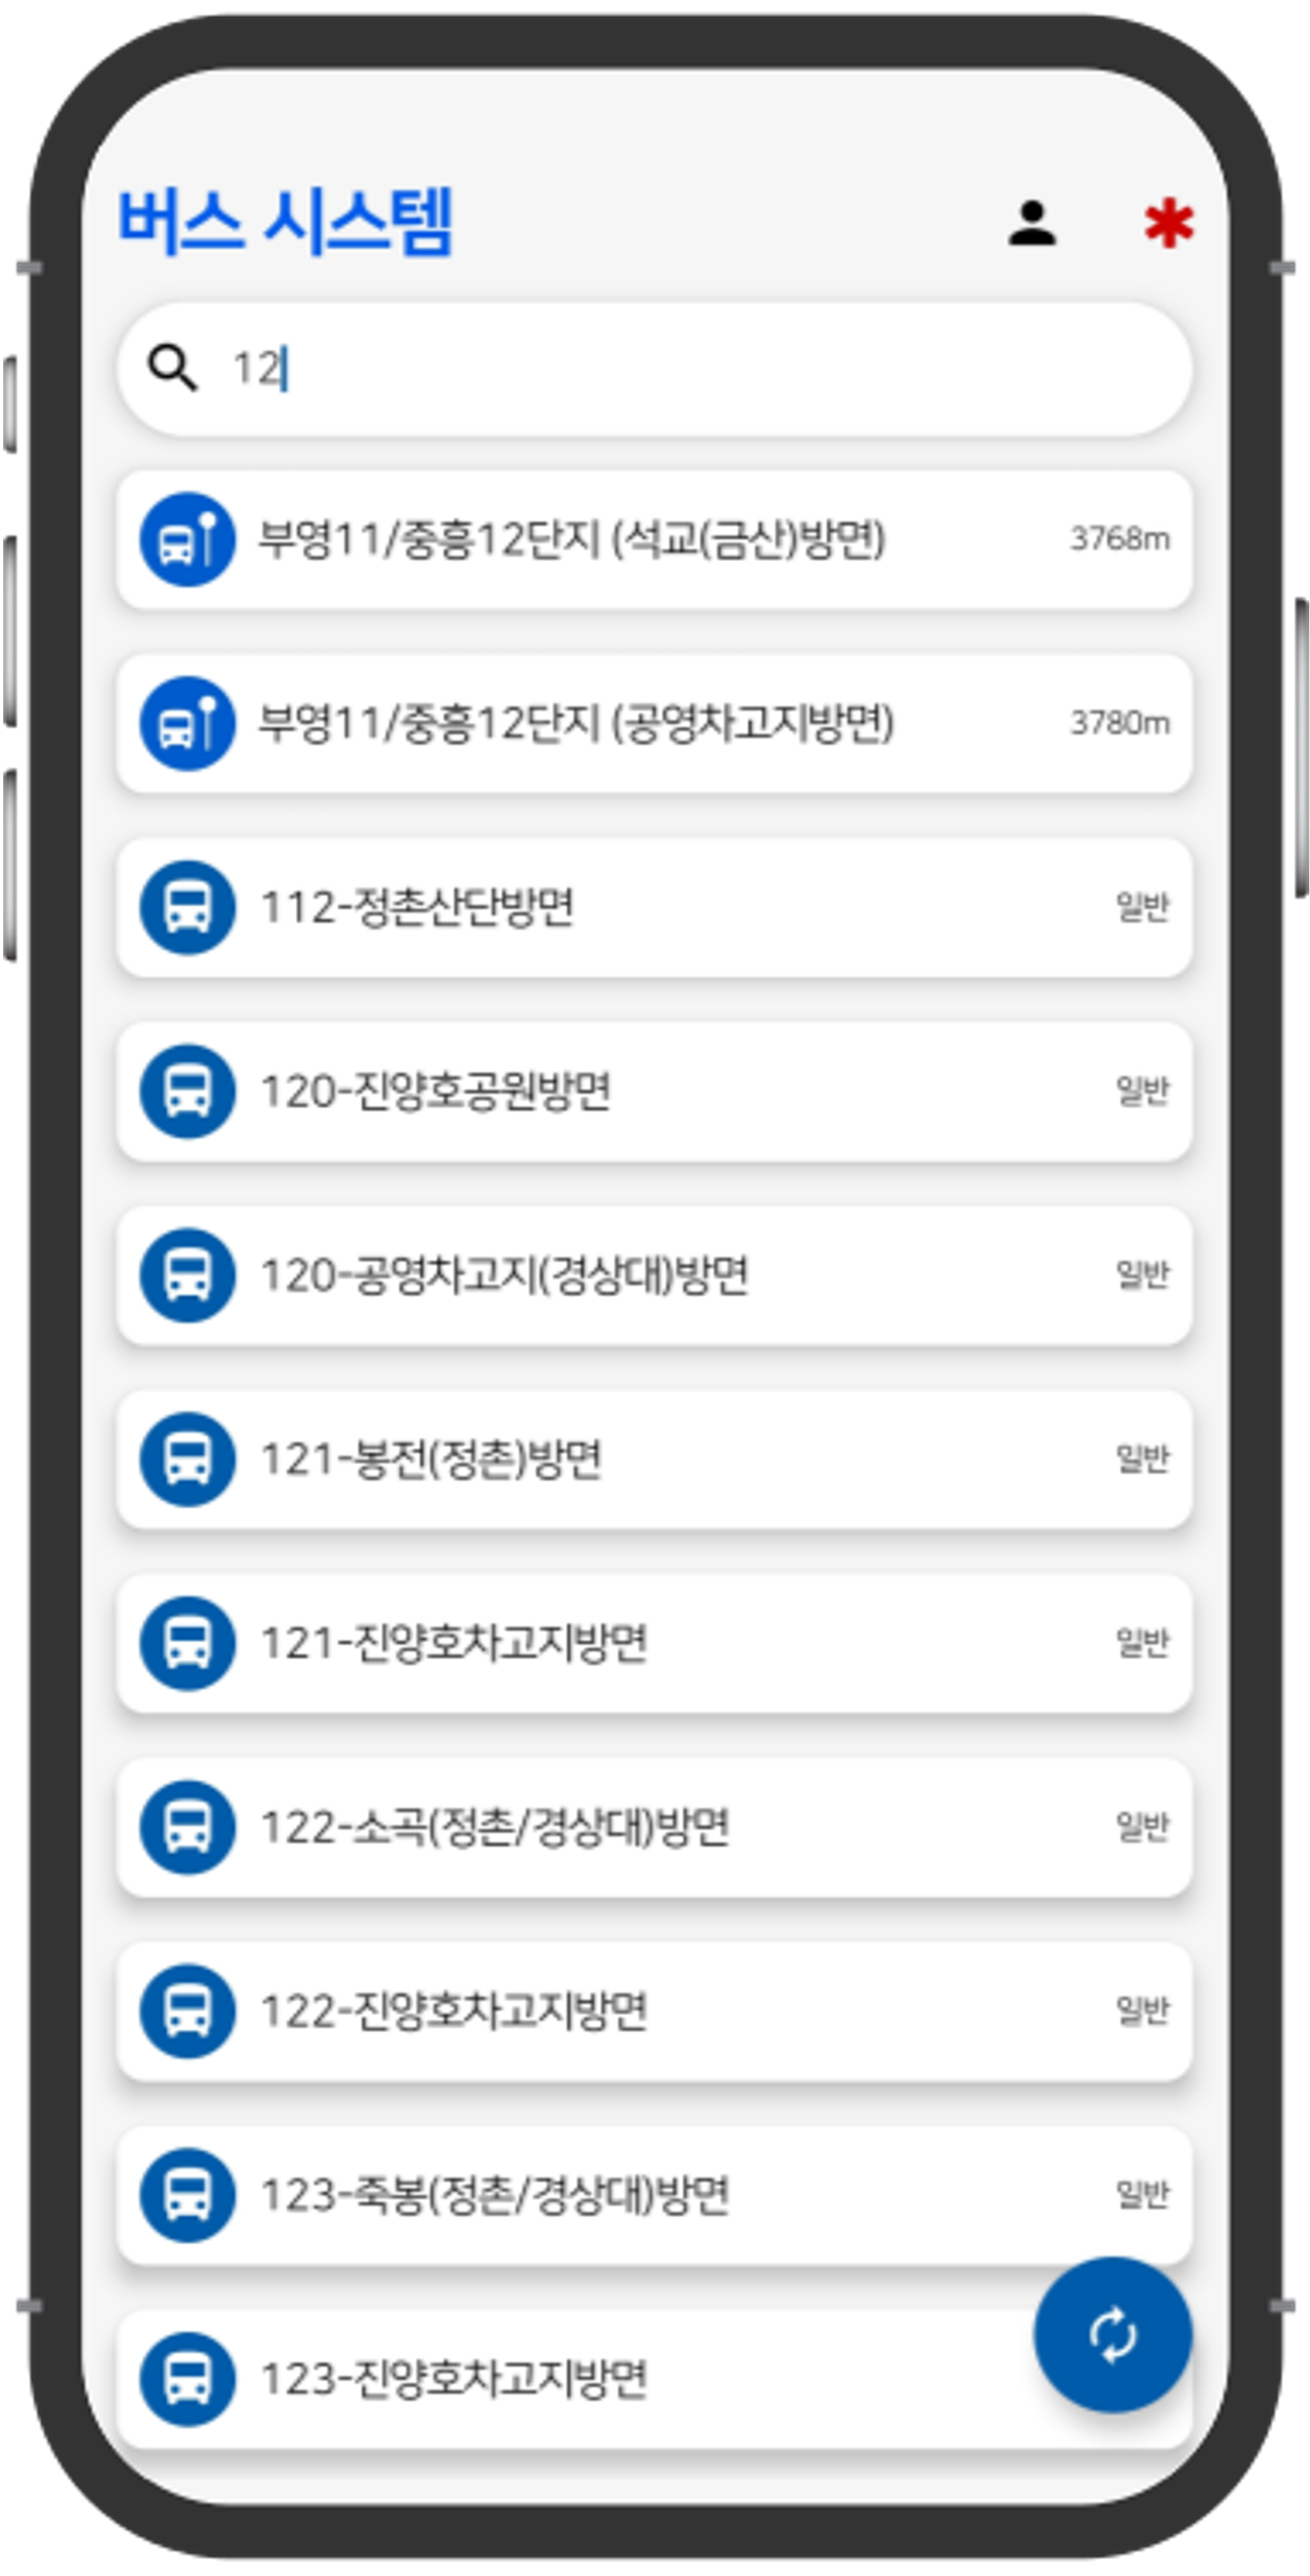 버스 시스템
12
부영11/중흥12단지 (석교(금산)방면) 3768m
부영11/중흥12단지 (공영차고지방면) 3780m
112-정촌산단방면 일반
120-진양호공원방면 일반
120-공영차고지(경상대)방면 일반
121-봉전(정촌)방면 일반
121-진양호차고지방면 일반
122-소곡(정촌/경상대)방면 일반
122-진양호차고지방면 일반
123-죽봉(정촌/경상대)방면 일반
123-진양호차고지방면